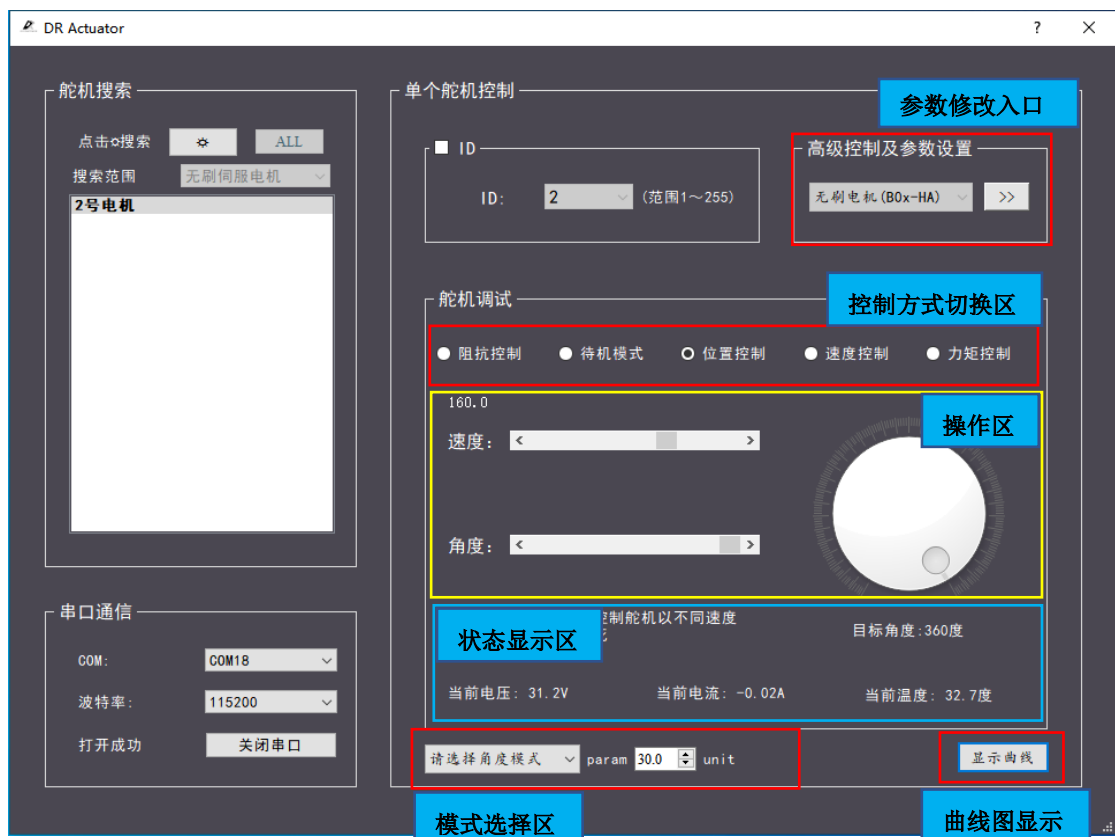 DR Actuator
舵机搜索
点击☼搜索
☼
ALL
搜索范围
无刷伺服电机
2号电机
串口通信
COM:
COM18
波特率:
115200
打开成功
关闭串口
单个舵机控制
参数修改入口
ID
ID:
2
(范围1～255)
高级控制及参数设置
无刷电机(B0x-HA)
>>
舵机调试
控制方式切换区
阻抗控制
待机模式
位置控制
速度控制
力矩控制
160.0
操作区
速度:
角度:
状态显示区
控制舵机以不同速度
目标角度:360度
当前电压: 31.2V
当前电流: -0.02A
当前温度: 32.7度
请选择角度模式
param
30.0
unit
显示曲线
模式选择区
曲线图显示